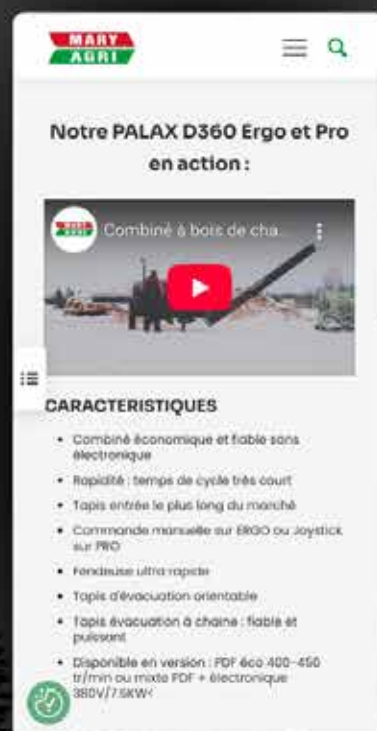 MARY
AGRI
Notre PALAX D360 Ergo et Pro
en action :
MARY
AGRI
Combiné à bois de cha...
CARACTERISTIQUES
• Combiné économique et fiable sans
électronique
• Rapidité : temps de cycle très court
• Tapis entrée le plus long du marché
• Commande manuelle sur ERGO ou Joystick
sur PRO
• Fendeuse ultra rapide
• Tapis d'évacuation orientable
• Tapis évacuation à chaine : fiable et
puissant
• Disponible en version : PDF éco 400-450
tr/min ou mixte PDF + électronique
380V/7.5KW<